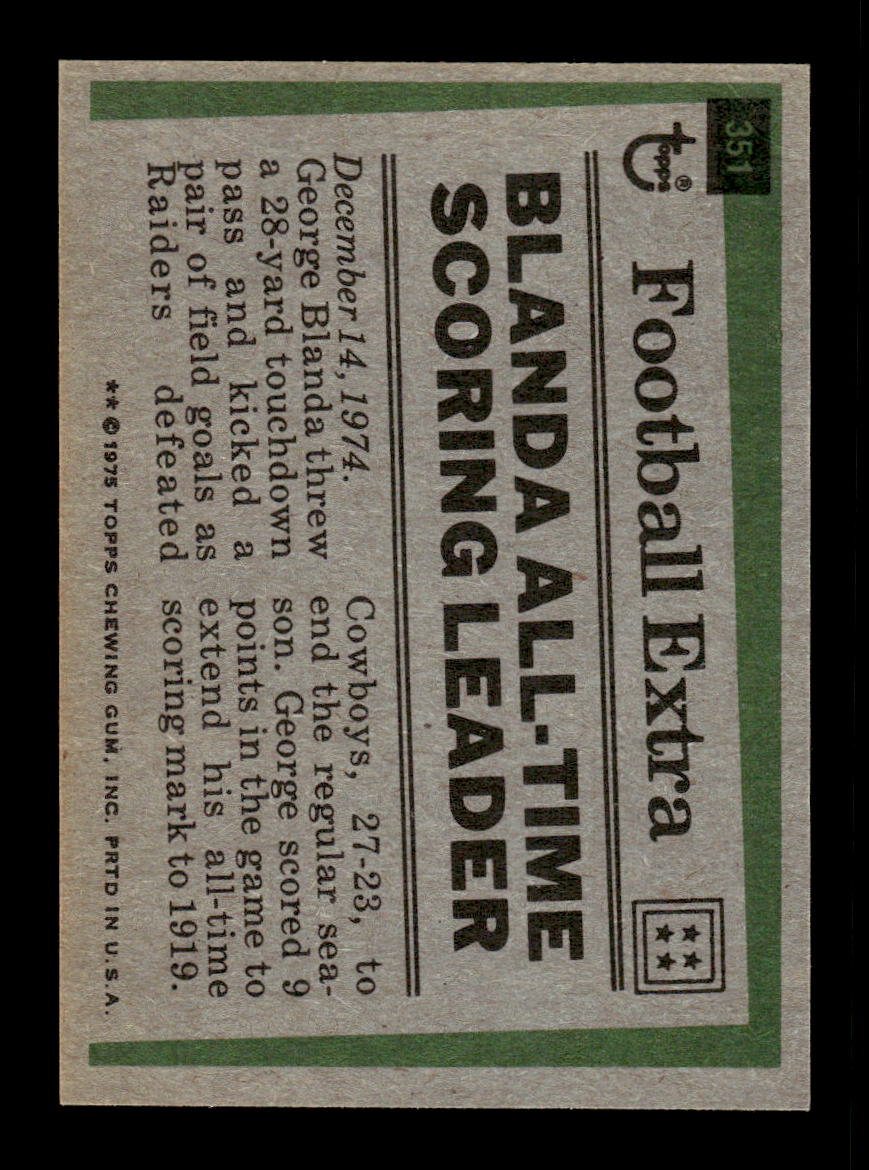 351
Topps®
Football Extra
BLANDA ALL-TIME
SCORING LEADER
December 14, 1974.
George Blanda threw
a 28-yard touchdown
pass and kicked a
pair of field goals as
Raiders defeated
Cowboys, 27-23, to
end the regular sea-
son. George scored 9
points in the game to
extend his all-time
scoring mark to 1919.
** © 1975 TOPPS CHEWING GUM, INC. PRTD IN U.S.A.